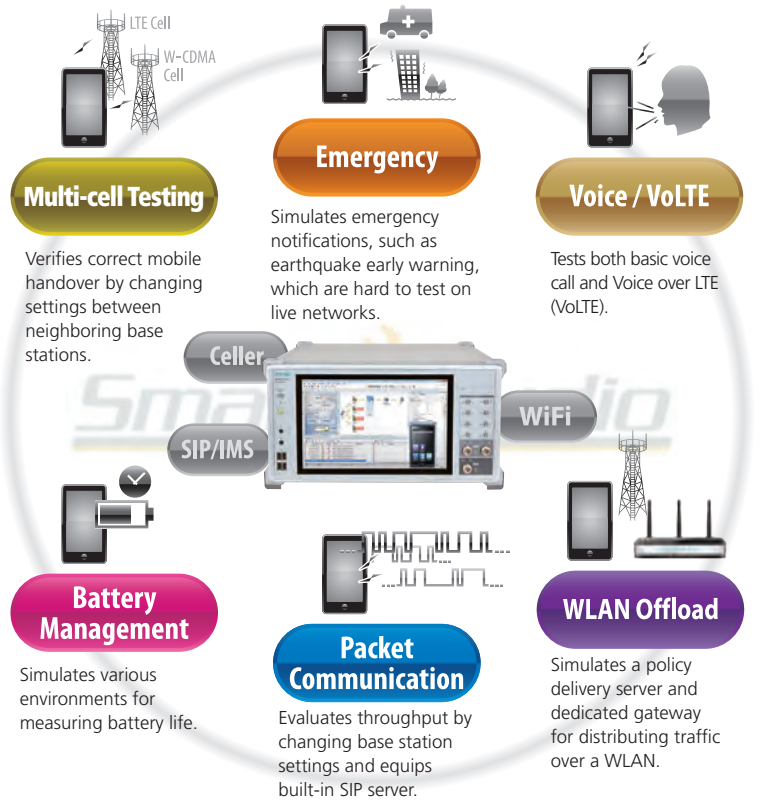 LTE Cell
W-CDMA
Cell
Multi-cell Testing
Verifies correct mobile
handover by changing
settings between
neighboring base
stations.
Emergency
Simulates emergency
notifications, such as
earthquake early warning,
which are hard to test on
live networks.
Voice / VoLTE
Tests both basic voice
call and Voice over LTE
(VoLTE).
Celler
SIP/IMS
WiFi
Battery
Management
Simulates various
environments for
measuring battery life.
Packet
Communication
Evaluates throughput by
changing base station
settings and equips
built-in SIP server.
WLAN Offload
Simulates a policy
delivery server and
dedicated gateway
for distributing traffic
over a WLAN.